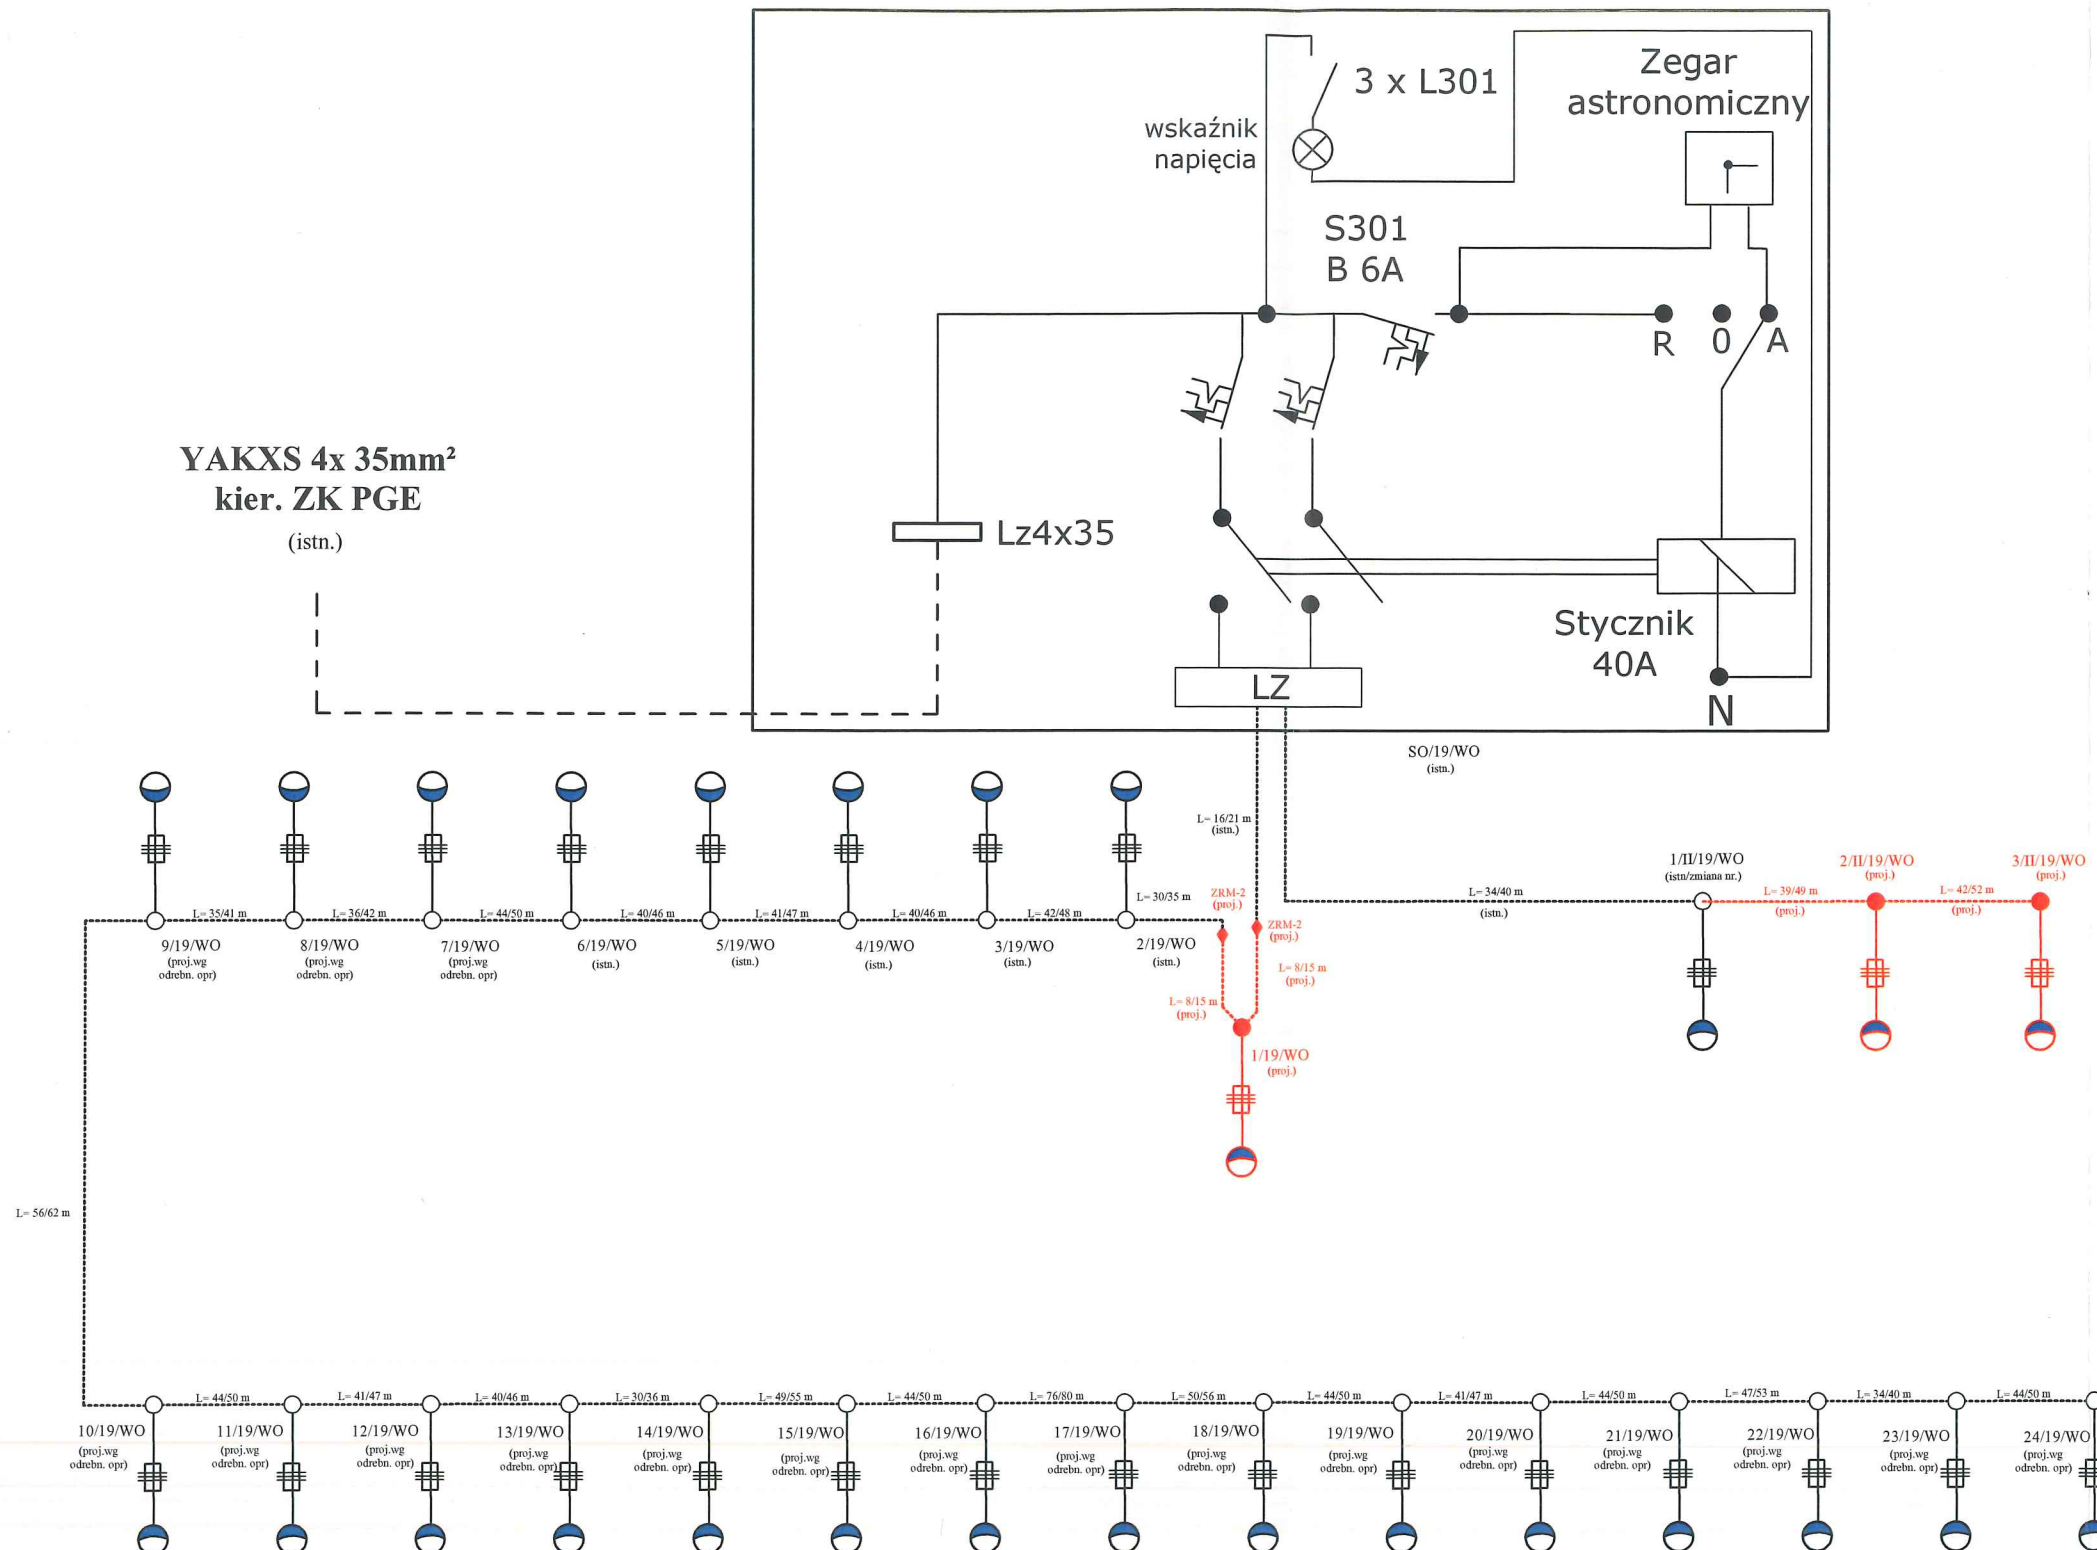 3 x L301
Zegar
astronomiczny
wskaźnik
napięcia
S301
B 6A
R 0 A
YAKXS 4x 35mm²
kier. ZK PGE
(istn.)
Lz4x35
Stycznik
40A
LZ
N
SO/19/WO
(istn.)
L= 16/21 m
(istn.)
1/II/19/WO
(istn/zmiana nr.)
2/II/19/WO
(proj.)
3/II/19/WO
(proj.)
L= 34/40 m
(istn.)
L= 39/49 m
(proj.)
L= 42/52 m
(proj.)
L= 35/41 m
L= 36/42 m
L= 44/50 m
L= 40/46 m
L= 41/47 m
L= 40/46 m
L= 42/48 m
L= 30/35 m
ZRM-2
(proj.)
ZRM-2
(proj.)
9/19/WO
(proj.wg
odrebn. opr)
8/19/WO
(proj.wg
odrebn. opr)
7/19/WO
(proj.wg
odrebn. opr)
6/19/WO
(istn.)
5/19/WO
(istn.)
4/19/WO
(istn.)
3/19/WO
(istn.)
2/19/WO
(istn.)
L= 8/15 m
(proj.)
L= 8/15 m
(proj.)
1/19/WO
(proj.)
L= 56/62 m
L= 44/50 m
L= 41/47 m
L= 40/46 m
L= 30/36 m
L= 49/55 m
L= 44/50 m
L= 76/80 m
L= 50/56 m
L= 44/50 m
L= 41/47 m
L= 44/50 m
L= 47/53 m
L= 34/40 m
L= 44/50 m
10/19/WO
(proj.wg
odrebn. opr)
11/19/WO
(proj.wg
odrebn. opr)
12/19/WO
(proj.wg
odrebn. opr)
13/19/WO
(proj.wg
odrebn. opr)
14/19/WO
(proj.wg
odrebn. opr)
15/19/WO
(proj.wg
odrebn. opr)
16/19/WO
(proj.wg
odrebn. opr)
17/19/WO
(proj.wg
odrebn. opr)
18/19/WO
(proj.wg
odrebn. opr)
19/19/WO
(proj.wg
odrebn. opr)
20/19/WO
(proj.wg
odrebn. opr)
21/19/WO
(proj.wg
odrebn. opr)
22/19/WO
(proj.wg
odrebn. opr)
23/19/WO
(proj.wg
odrebn. opr)
24/19/WO
(proj.wg
odrebn. opr)